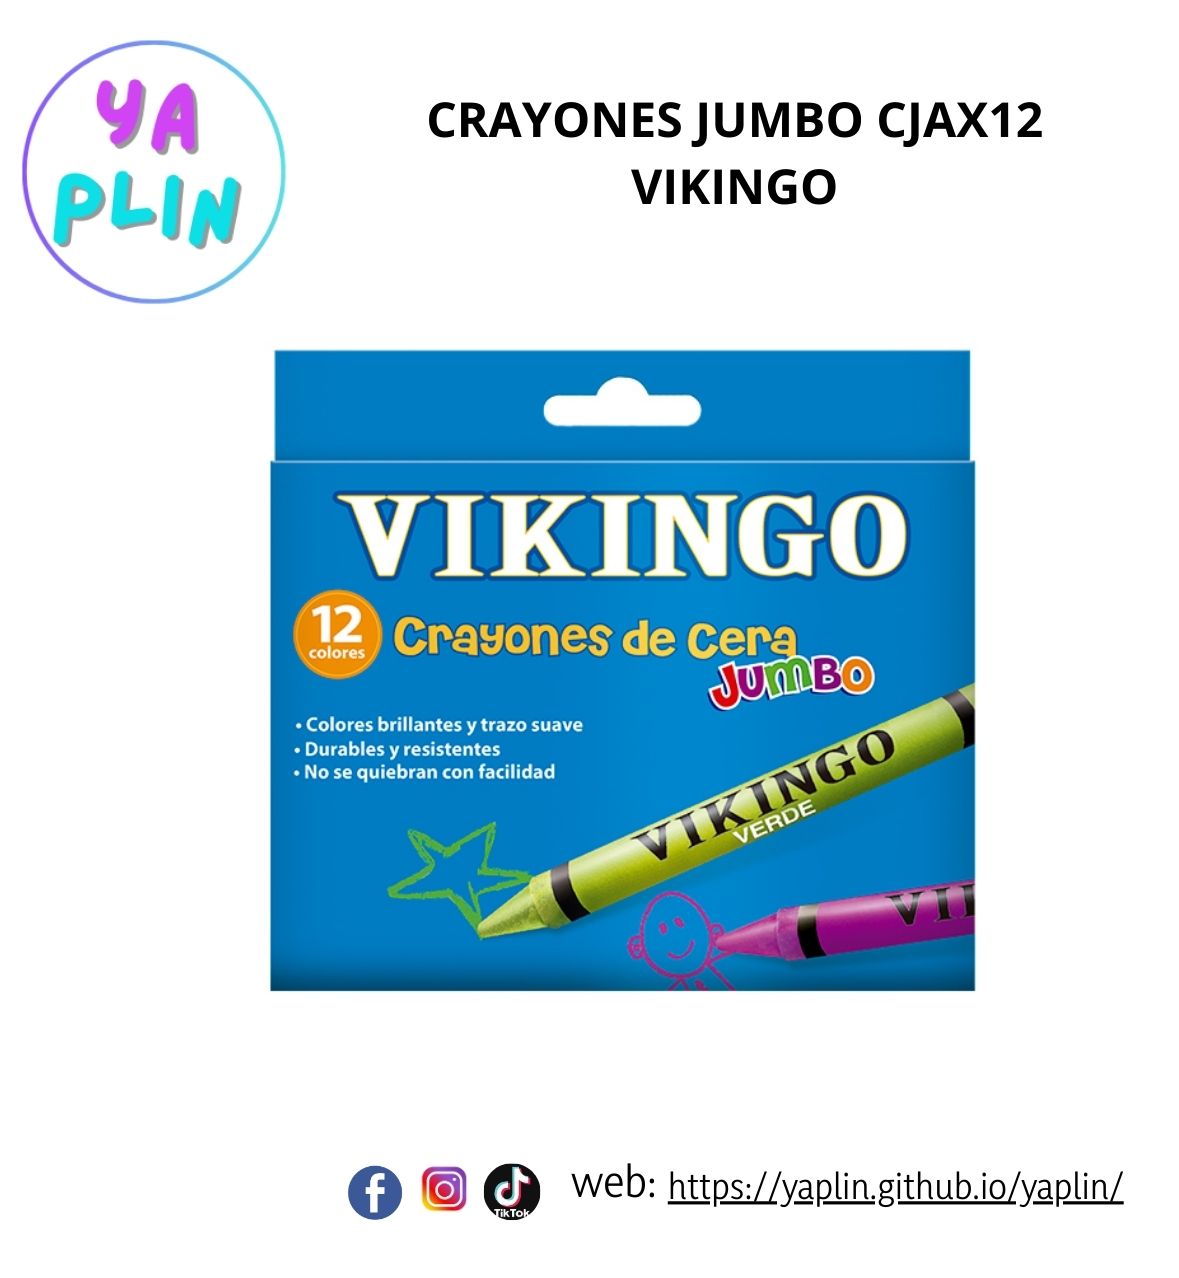 YA
PLIN
CRAYONES JUMBO CJAX12
VIKINGO
VIKINGO
12
colores
Crayones de Cera
JUMBO
• Colores brillantes y trazo suave
• Durables y resistentes
• No se quiebran con facilidad
VIKINGO
VERDE
VI
TikTok
web: https://yaplin.github.io/yaplin/